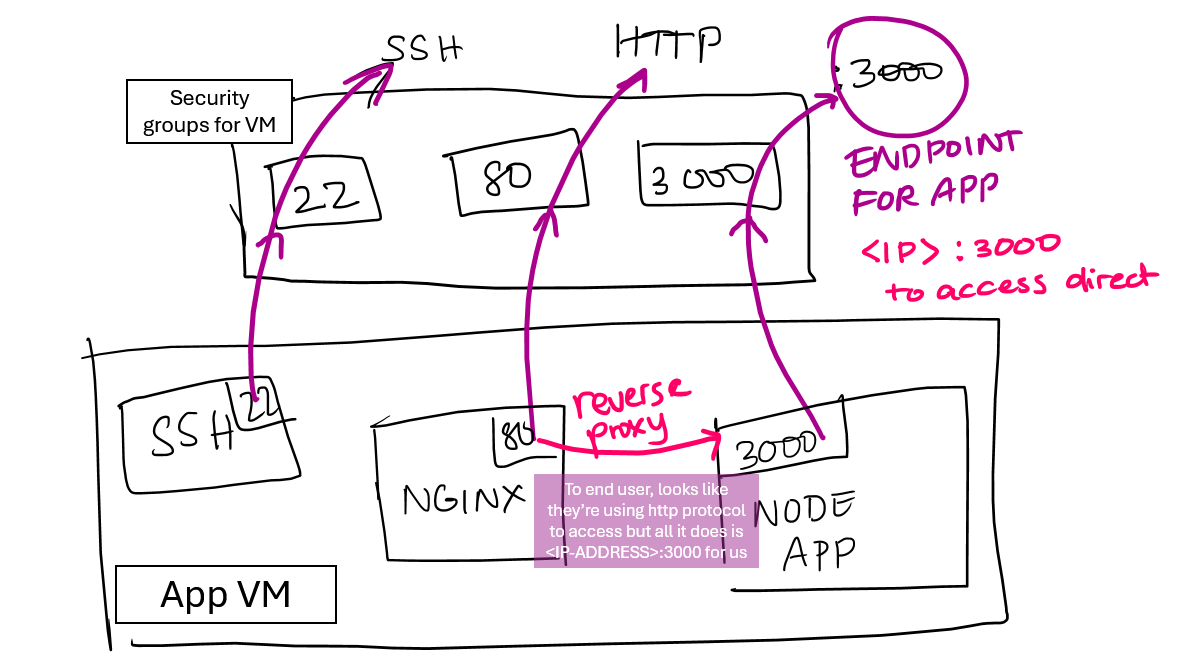 SSH
HTTP
:3000
Security
groups for VM
22
80
3000
ENDPOINT
FOR APP
<IP>:3000
to access direct
SSH
22
NGINX
80
reverse
proxy
3000
NODE
APP
To end user, looks like
they're using http protocol
to access but all it does is
<IP-ADDRESS>:3000 for us
App VM